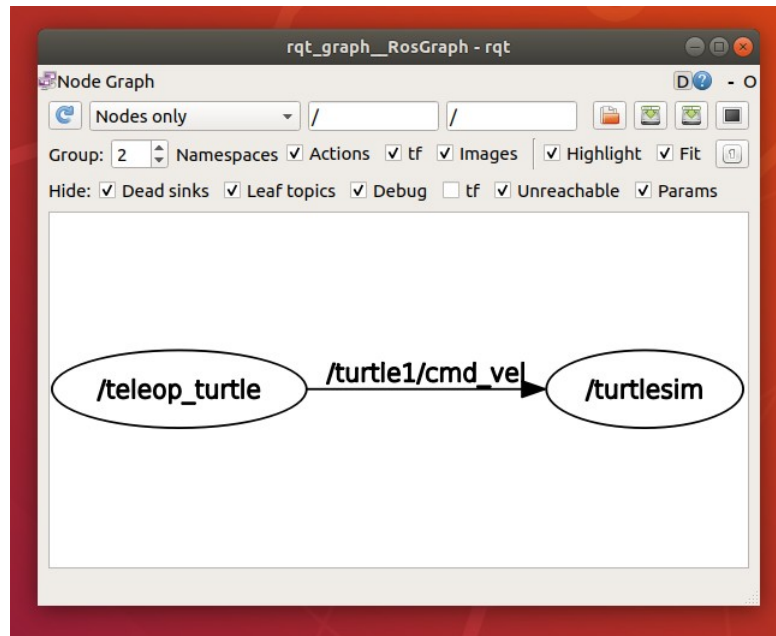 rqt_graph__RosGraph - rqt
Node Graph D ? - O
Nodes only / /
Group: 2 Namespaces Actions tf Images Highlight Fit
Hide: Dead sinks Leaf topics Debug tf Unreachable Params
/teleop_turtle /turtle1/cmd_vel /turtlesim